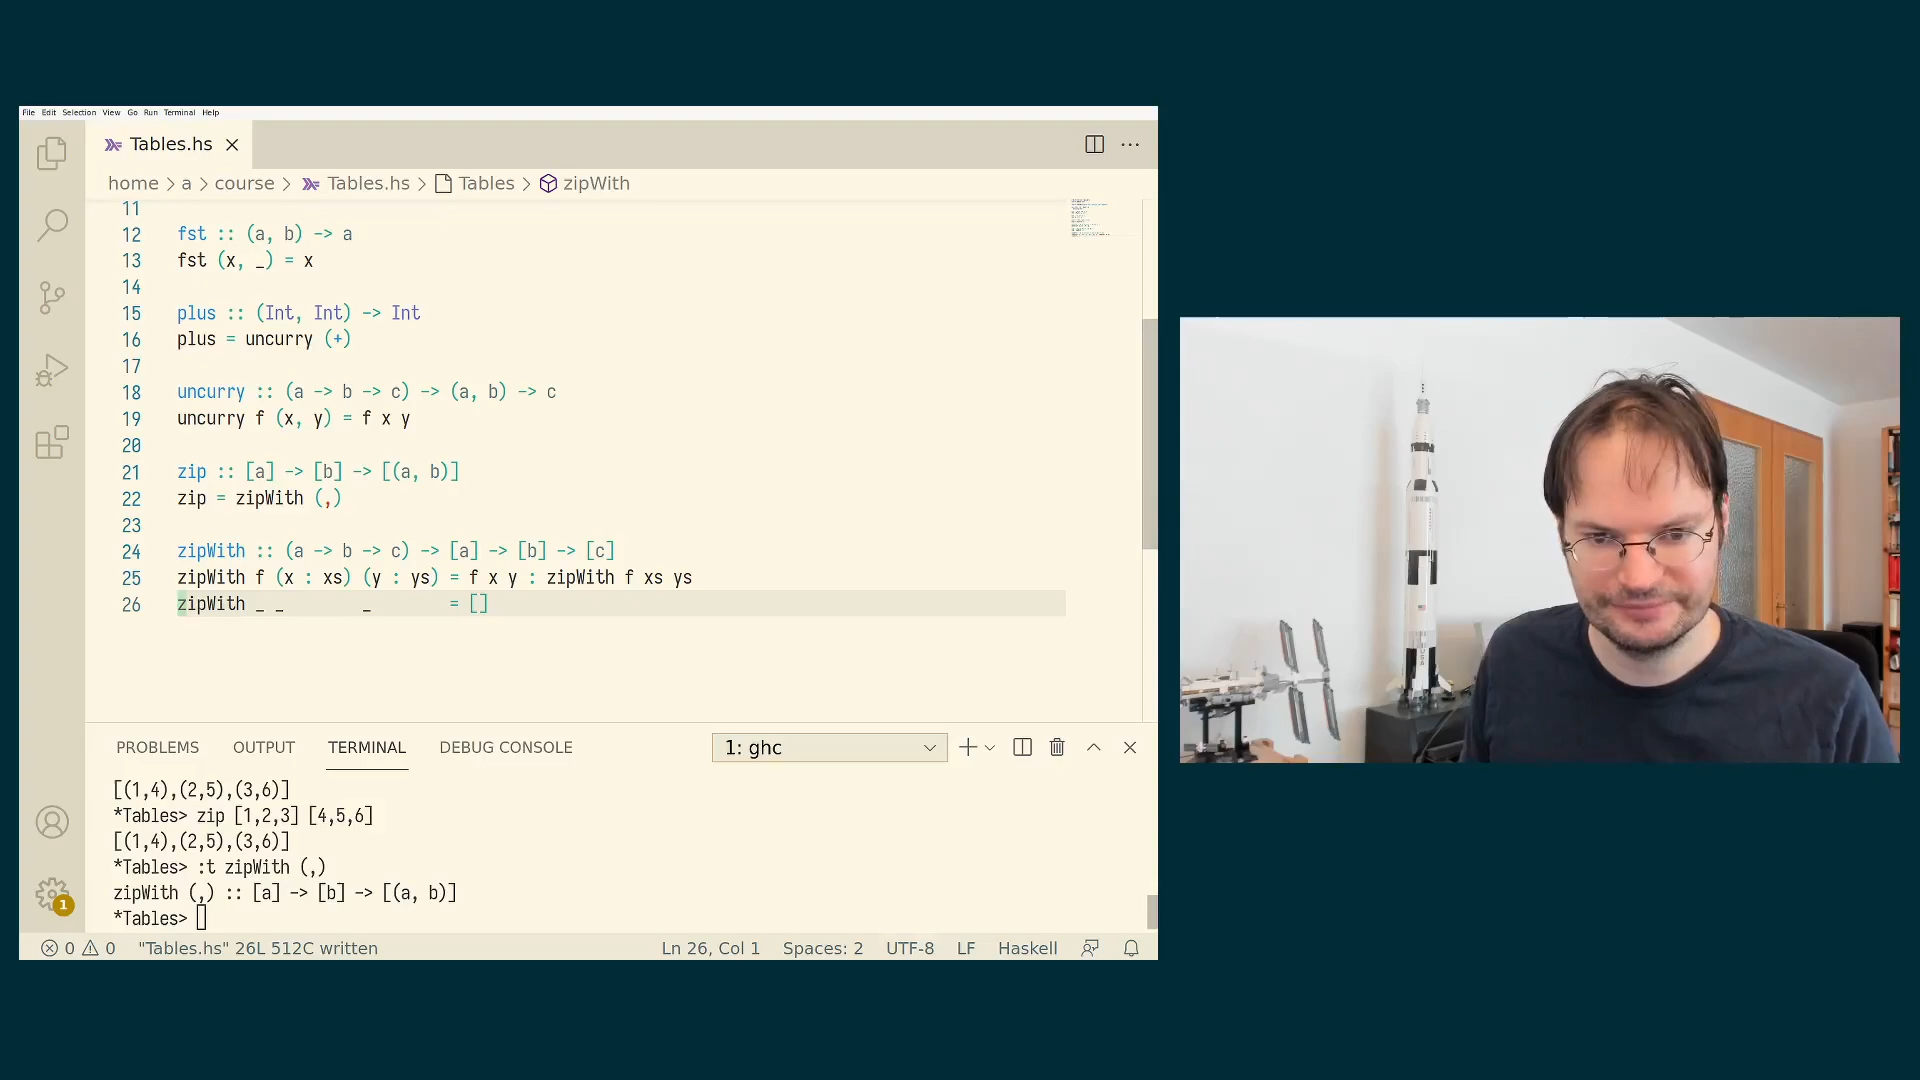 File Edit Selection View Go Run Terminal Help
Tables.hs
home > a > course > Tables.hs > Tables > zipWith
11
12 fst :: (a, b) -> a
13 fst (x, _) = x
14
15 plus :: (Int, Int) -> Int
16 plus = uncurry (+)
17
18 uncurry :: (a -> b -> c) -> (a, b) -> c
19 uncurry f (x, y) = f x y
20
21 zip :: [a] -> [b] -> [(a, b)]
22 zip = zipWith (,)
23
24 zipWith :: (a -> b -> c) -> [a] -> [b] -> [c]
25 zipWith f (x : xs) (y : ys) = f x y : zipWith f xs ys
26 zipWith _ _        _        = []
PROBLEMS OUTPUT TERMINAL DEBUG CONSOLE 1: ghc
[(1,4),(2,5),(3,6)]
*Tables> zip [1,2,3] [4,5,6]
[(1,4),(2,5),(3,6)]
*Tables> :t zipWith (,)
zipWith (,) :: [a] -> [b] -> [(a, b)]
*Tables>
1
0 0 "Tables.hs" 26L 512C written Ln 26, Col 1 Spaces: 2 UTF-8 LF Haskell